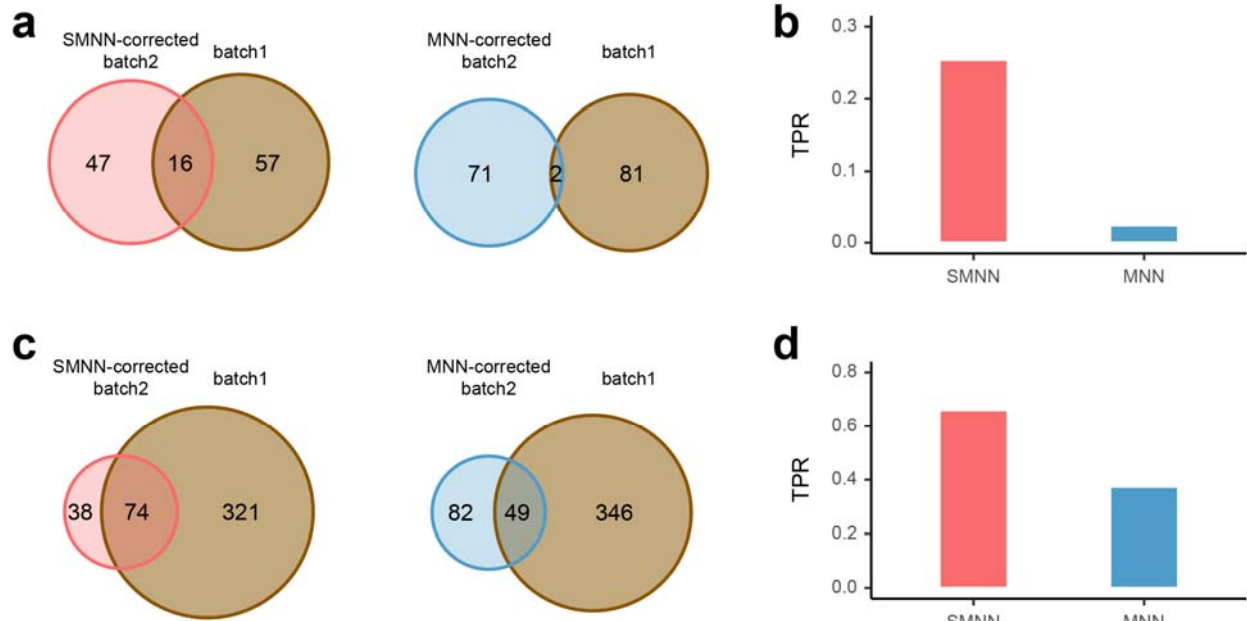 a
SMNN-corrected
batch2
batch1
47
16
57
MNN-corrected
batch2
batch1
71
2
81
b
TPR
0.3
0.2
0.1
0.0
SMNN
MNN
c
SMNN-corrected
batch2
batch1
38
74
321
MNN-corrected
batch2
batch1
82
49
346
d
TPR
0.8
0.6
0.4
0.2
0.0
SMNN
MNN